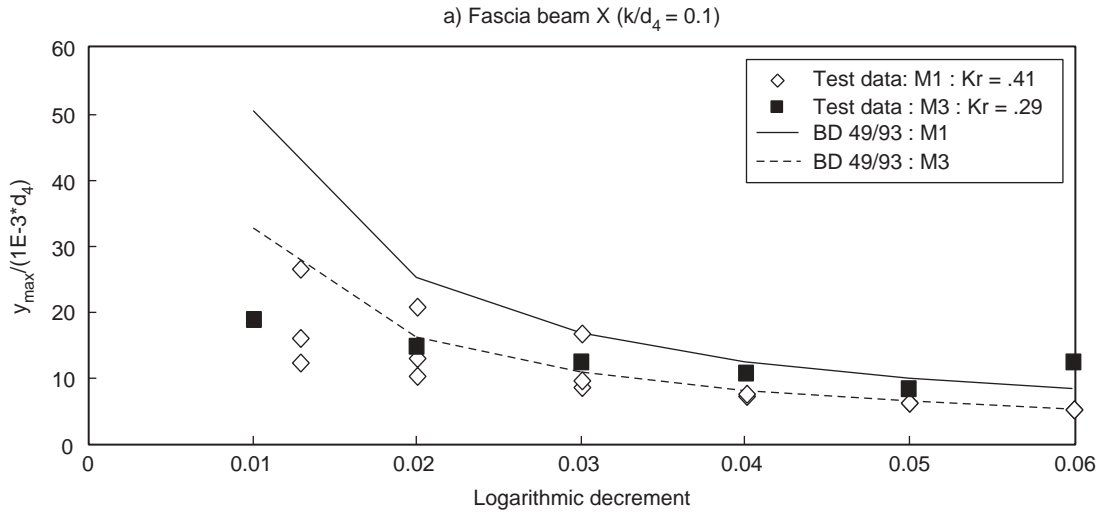 a) Fascia beam X (k/d4 = 0.1)
60
50
40
30
20
10
0
ymax/(1E-3*d4)
Test data: M1 : Kr = .41
Test data : M3 : Kr = .29
BD 49/93 : M1
BD 49/93 : M3
0
0.01
0.02
0.03
0.04
0.05
0.06
Logarithmic decrement